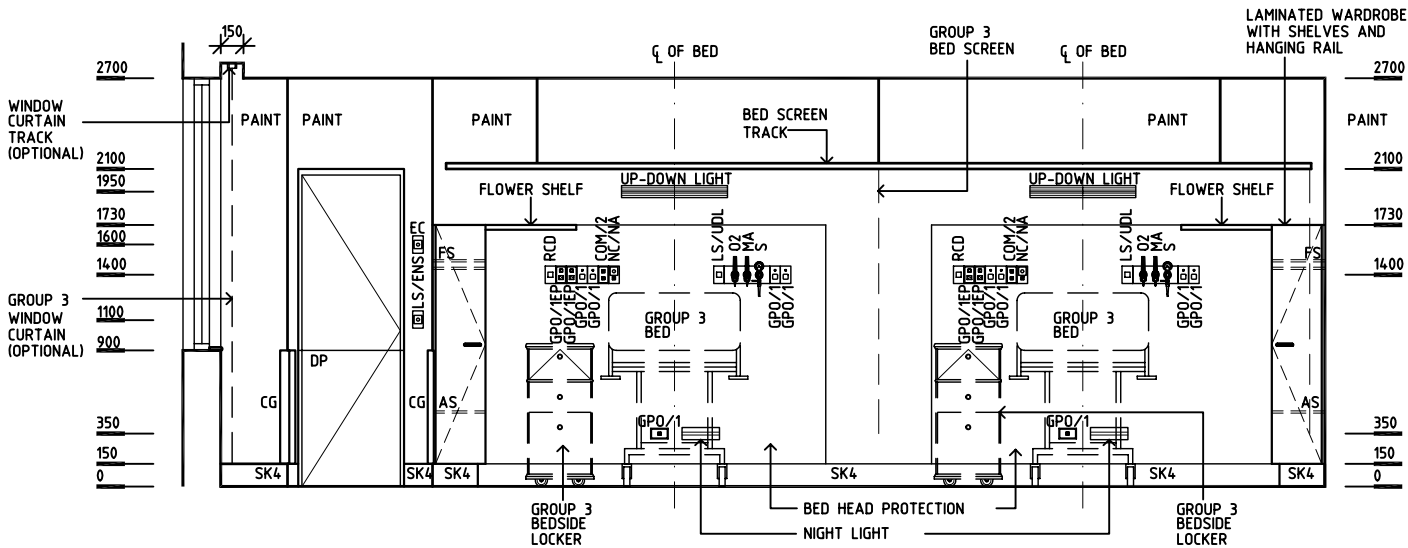 150
2700
WINDOW
CURTAIN
TRACK
(OPTIONAL)
2100
1950
1730
1600
1400
GROUP 3
WINDOW
CURTAIN
(OPTIONAL)
1100
900
350
150
0
PAINT
PAINT
PAINT
℄ OF BED
GROUP 3
BED SCREEN
℄ OF BED
LAMINATED WARDROBE
WITH SHELVES AND
HANGING RAIL
2700
BED SCREEN
TRACK
PAINT
PAINT
2100
UP-DOWN LIGHT
FLOWER SHELF
UP-DOWN LIGHT
FLOWER SHELF
1730
1400
350
150
0
EC
LS/ENS
FS
RCD
COM/2
NC/NA
LS/UDL
O2
MA
S
GPO/1EP
GPO/1EP
GPO/1
GPO/1
GPO/1
GPO/1
GROUP 3
BED
RCD
COM/2
NC/NA
LS/UDL
O2
MA
S
GPO/1EP
GPO/1EP
GPO/1
GPO/1
GPO/1
GPO/1
GROUP 3
BED
FS
DP
CG
CG
AS
GPO/1
GPO/1
AS
SK4
SK4
SK4
SK4
SK4
SK4
GROUP 3
BEDSIDE
LOCKER
BED HEAD PROTECTION
NIGHT LIGHT
GROUP 3
BEDSIDE
LOCKER